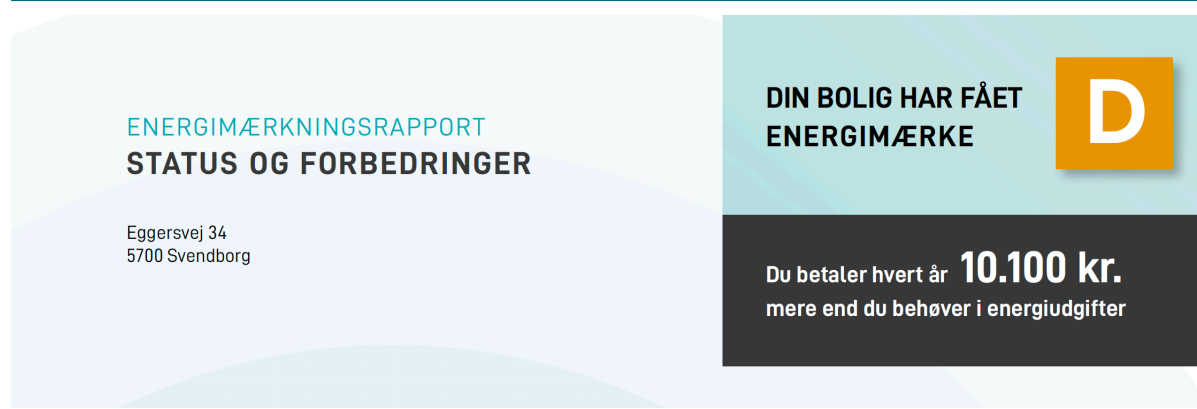 ENERGIMÆRKNINGSRAPPORT
STATUS OG FORBEDRINGER
Eggersvej 34
5700 Svendborg
DIN BOLIG HAR FÅET
ENERGIMÆRKE
D
Du betaler hvert år 10.100 kr.
mere end du behøver i energiudgifter